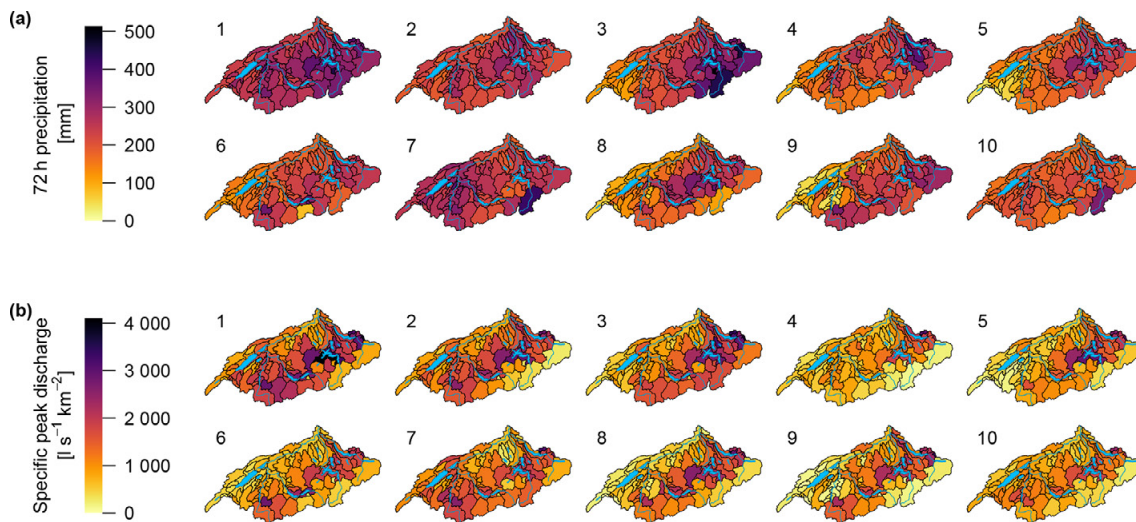 (a)
72 h precipitation
[mm]
500
400
300
200
100
0
1 2 3 4 5
6 7 8 9 10
(b)
Specific peak discharge
[l s⁻¹ km⁻²]
4 000
3 000
2 000
1 000
0
1 2 3 4 5
6 7 8 9 10